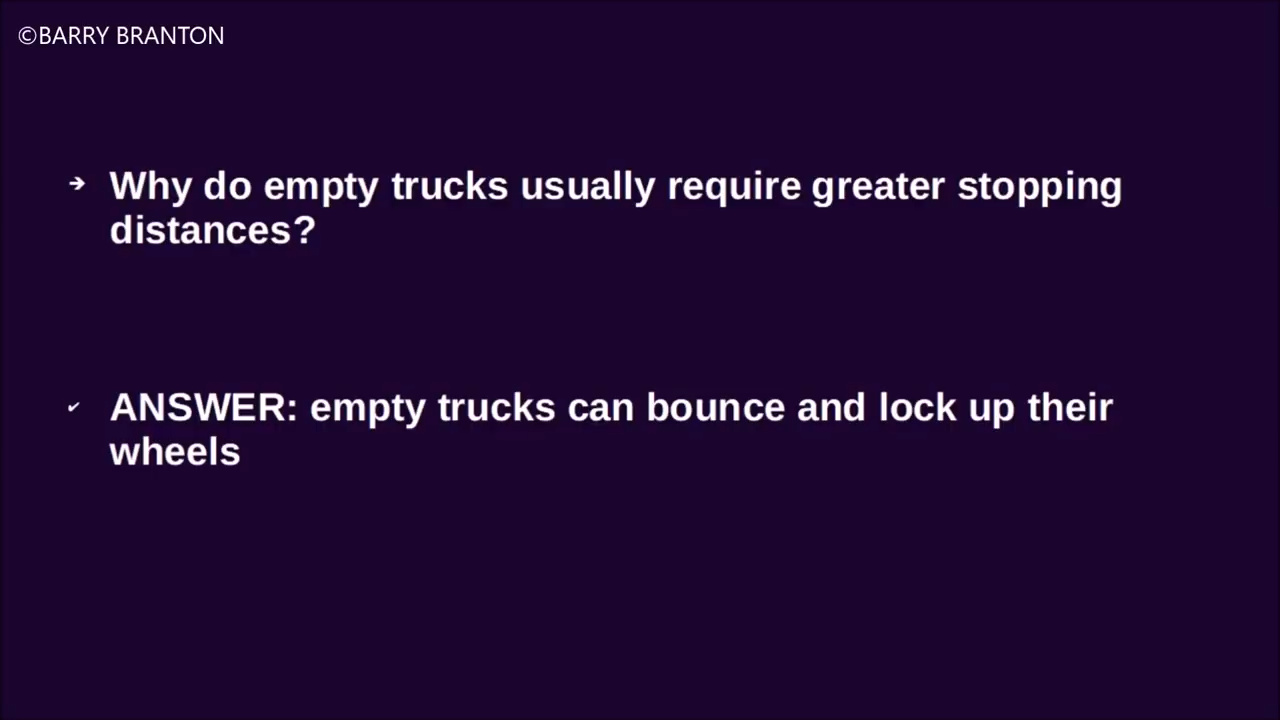 ©BARRY BRANTON
➔ Why do empty trucks usually require greater stopping
distances?
✔ ANSWER: empty trucks can bounce and lock up their
wheels